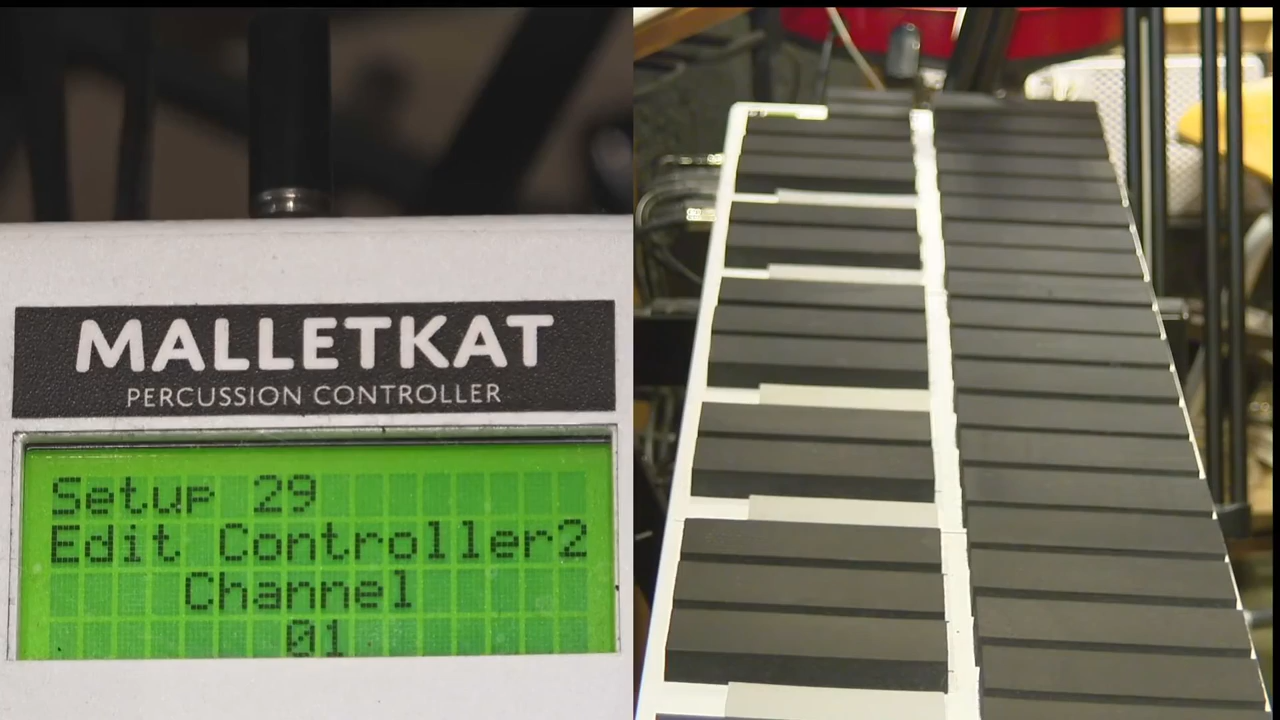 MALLETKAT
PERCUSSION CONTROLLER
Setup 29
Edit Controller2
Channel
01